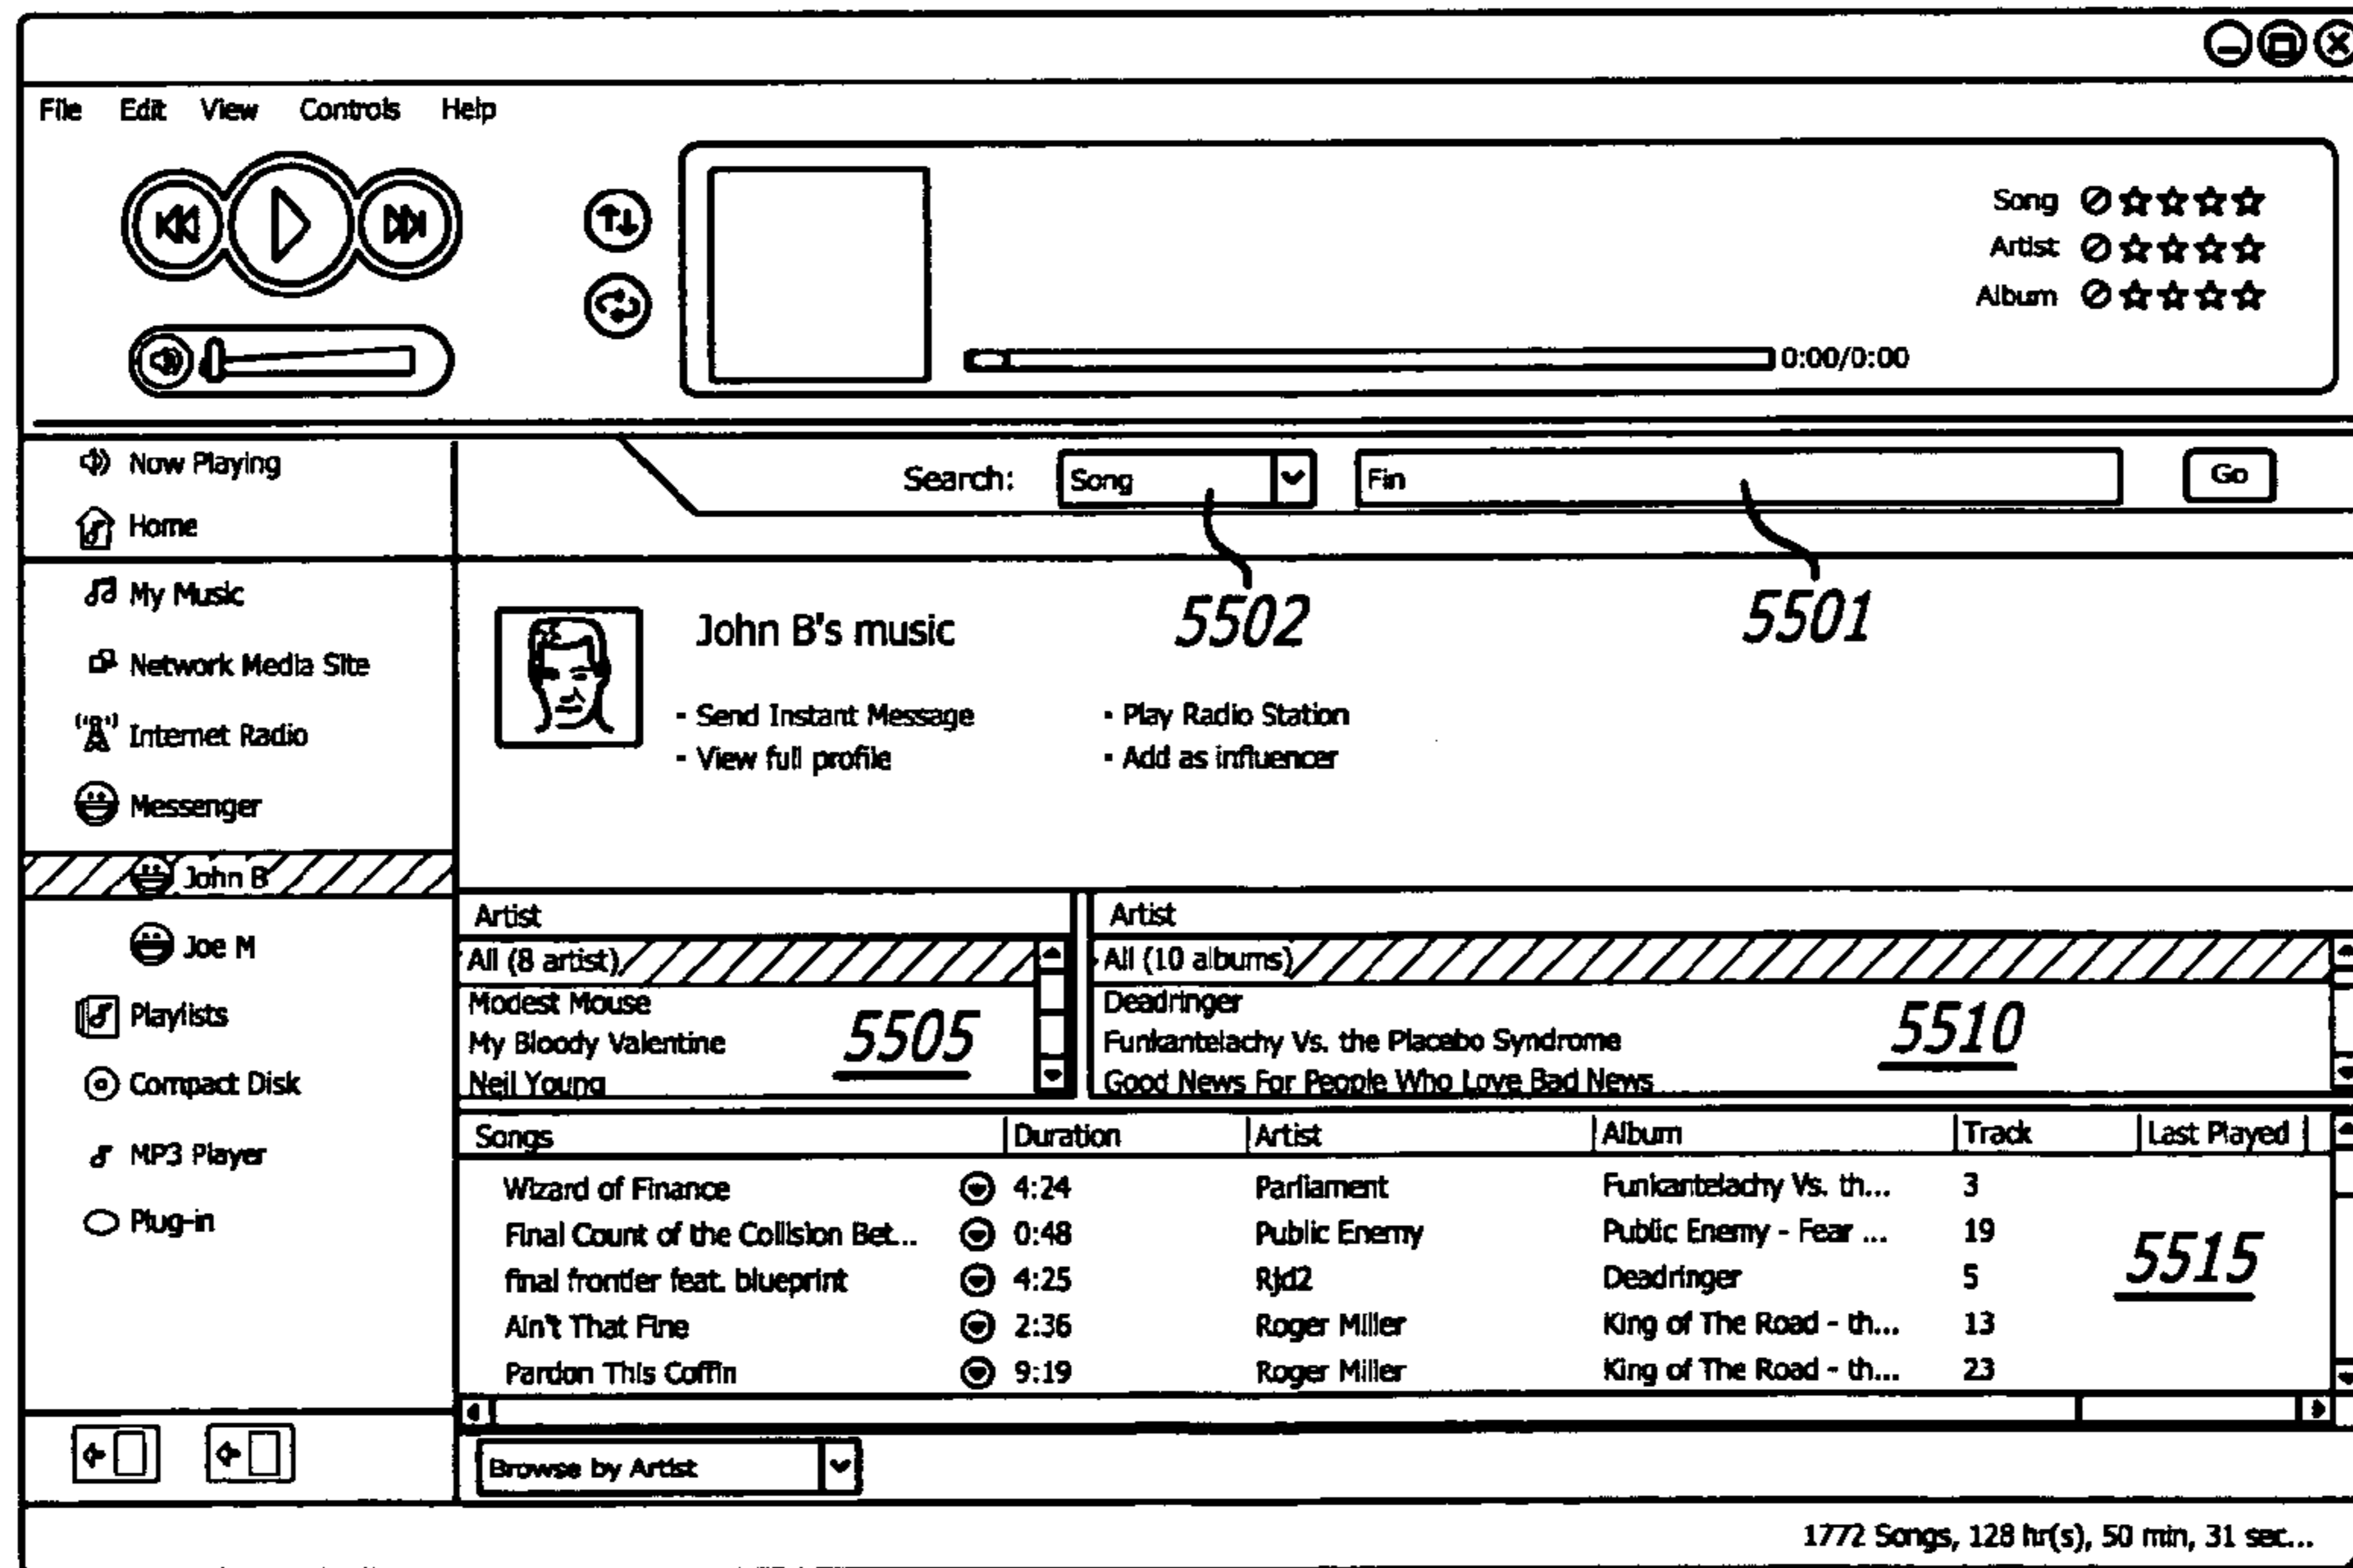 File Edit View Controls Help
Song
Artist
Album
0:00/0:00
Now Playing
Home
My Music
Network Media Site
Internet Radio
Messenger
John B
Joe M
Playlists
Compact Disk
MP3 Player
Plug-in
Search: Song Fin Go
5502 5501
John B's music
- Send Instant Message
- View full profile
- Play Radio Station
- Add as influencer
Artist
All (8 artist)
Modest Mouse
My Bloody Valentine
Neil Young
5505
Artist
All (10 albums)
Deadringer
Funkantelachy Vs. the Placebo Syndrome
Good News For People Who Love Bad News
5510
Songs Duration Artist Album Track Last Played
Wizard of Finance 4:24 Parliament Funkantelachy Vs. th... 3
Final Count of the Collision Bet... 0:48 Public Enemy Public Enemy - Fear ... 19
final frontier feat. blueprint 4:25 Rjd2 Deadringer 5
Ain't That Fine 2:36 Roger Miller King of The Road - th... 13
Pardon This Coffin 9:19 Roger Miller King of The Road - th... 23
5515
Browse by Artist
1772 Songs, 128 hr(s), 50 min, 31 sec...